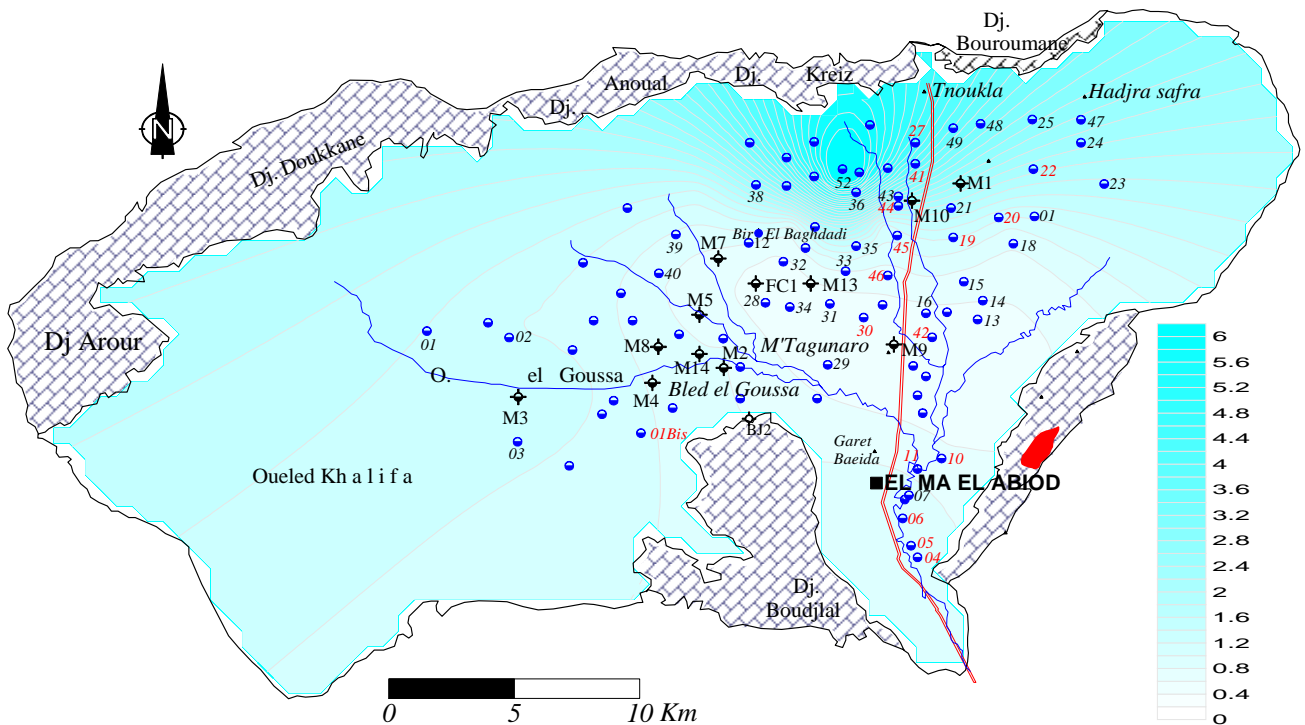 Dj.
Bouroumane
Anoual
Dj.
Kreiz
Dj.
Tnoukla
Hadjra safra
N
Dj. Doukkane
27
49
48
25
47
24
41
22
23
52
M1
38
36
43
44
M10
21
20
01
39
12
Bir El Baghdadi
35
45
19
18
M7
40
32
33
46
FC1
M13
15
28
34
31
30
16
14
13
M5
42
Dj Arour
01
02
M8
M14
M2
M'Tagunaro
M9
29
O. el Goussa
Bled el Goussa
M3
M4
BJ2
03
01Bis
Garet
Baeida
11
10
Oueled Khalifa
EL MA EL ABIOD
07
06
05
04
Dj.
Boudjlal
0 5 10 Km
6
5.6
5.2
4.8
4.4
4
3.6
3.2
2.8
2.4
2
1.6
1.2
0.8
0.4
0